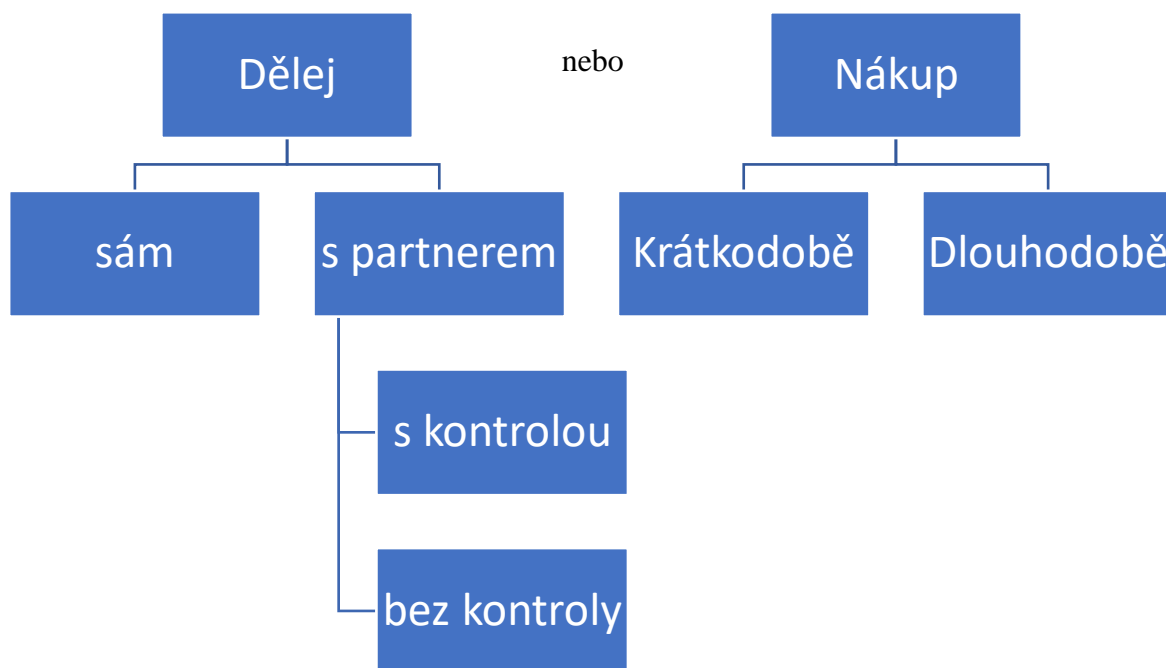 Dělej
nebo
Nákup
sám
s partnerem
Krátkodobě
Dlouhodobě
s kontrolou
bez kontroly